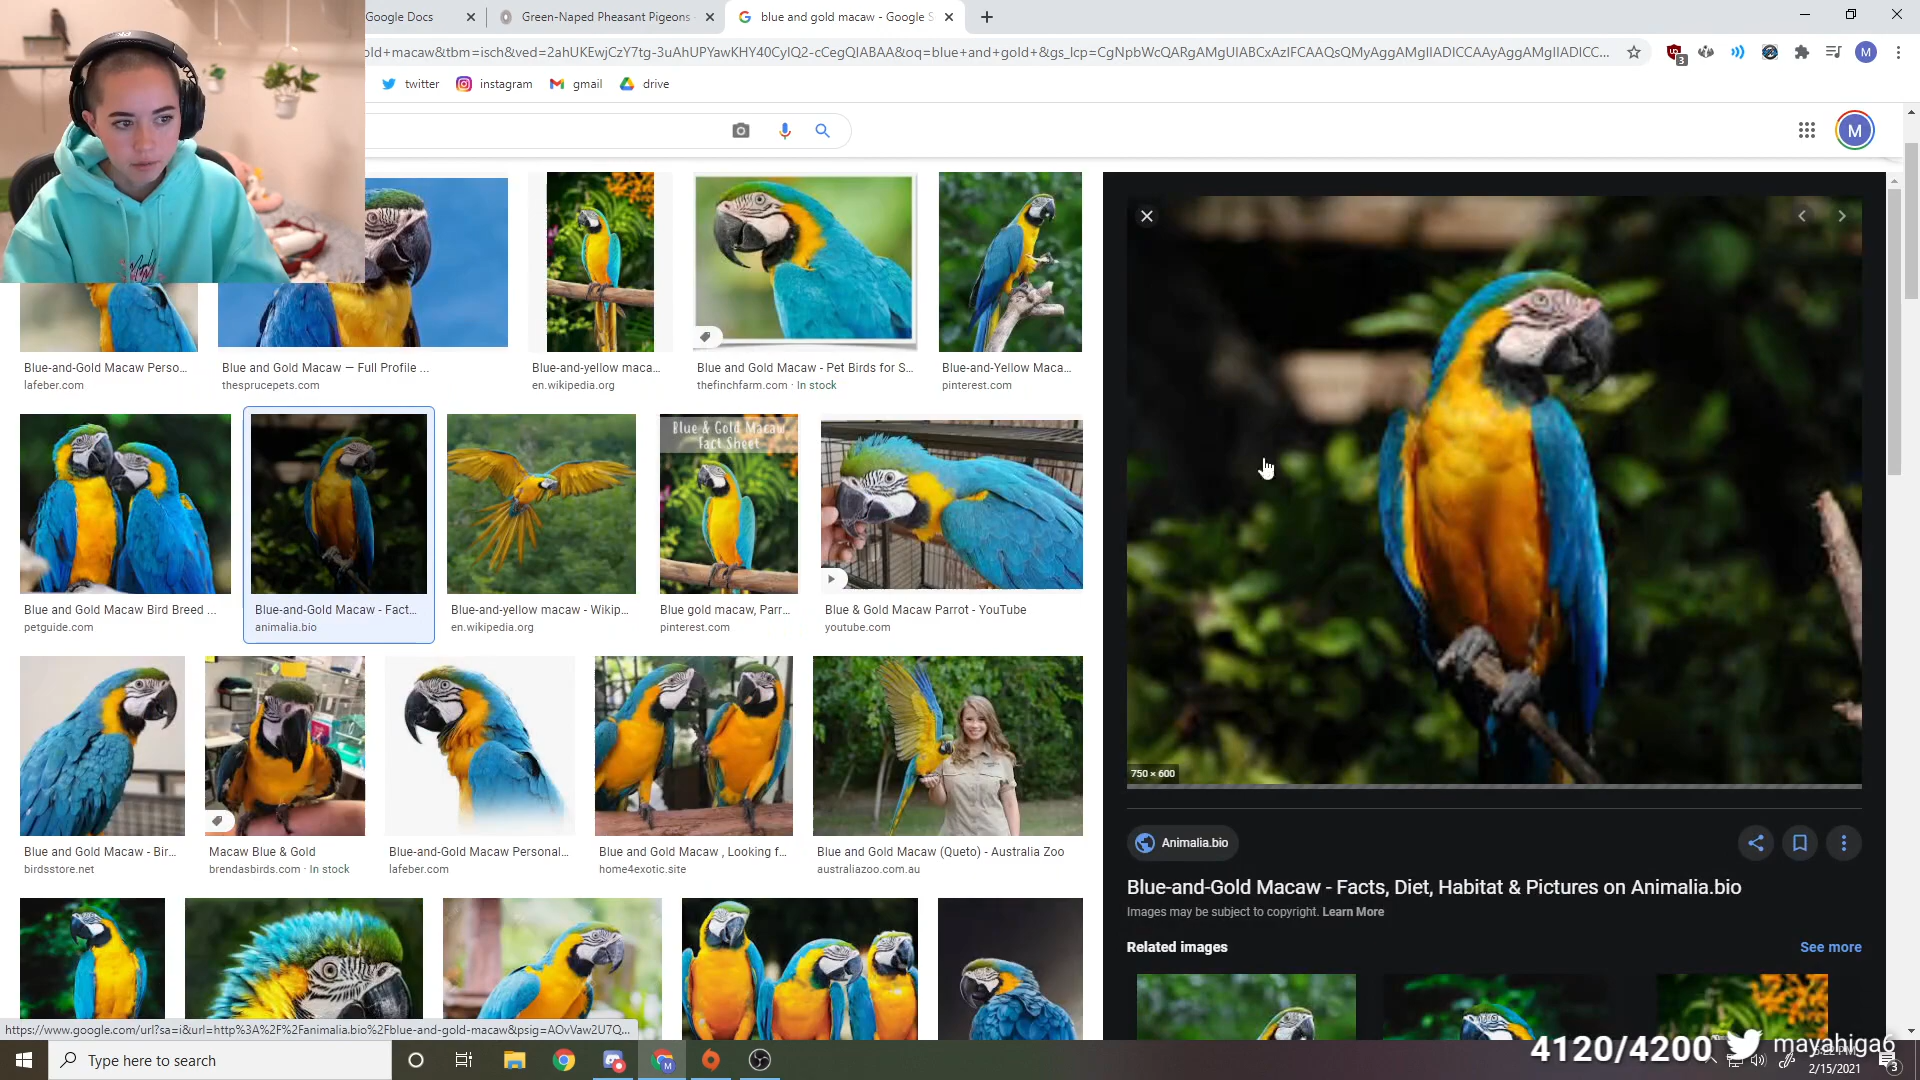 Google Docs
Green-Naped Pheasant Pigeons
blue and gold macaw - Google S
old+macaw&tbm=isch&ved=2ahUKEwjCzY7tg-3uAhUPYawKHY40CyIQ2-cCegQIABAA&oq=blue+and+gold+&gs_lcp=CgNpbWcQARgAMgUIABCxAzIFCAAQsQMyAggAMgIIADICCAAyAggAMgIIADICC...
3
M
twitter
instagram
gmail
drive
M
Blue-and-Gold Macaw Perso...
lafeber.com
Blue and Gold Macaw — Full Profile ...
thesprucepets.com
Blue-and-yellow maca...
en.wikipedia.org
Blue and Gold Macaw - Pet Birds for S...
thefinchfarm.com · In stock
Blue-and-Yellow Maca...
pinterest.com
Blue & Gold Macaw
Fact Sheet
Blue and Gold Macaw Bird Breed ...
petguide.com
Blue-and-Gold Macaw - Fact...
animalia.bio
Blue-and-yellow macaw - Wikip...
en.wikipedia.org
Blue gold macaw, Parr...
pinterest.com
Blue & Gold Macaw Parrot - YouTube
youtube.com
Blue and Gold Macaw - Bir...
birdsstore.net
Macaw Blue & Gold
brendasbirds.com · In stock
Blue-and-Gold Macaw Personal...
lafeber.com
Blue and Gold Macaw , Looking f...
home4exotic.site
Blue and Gold Macaw (Queto) - Australia Zoo
australiazoo.com.au
750 × 600
Animalia.bio
Blue-and-Gold Macaw - Facts, Diet, Habitat & Pictures on Animalia.bio
Images may be subject to copyright. Learn More
Related images
See more
https://www.google.com/url?sa=i&url=http%3A%2F%2Fanimalia.bio%2Fblue-and-gold-macaw&psig=AOvVaw2U7Q...
Type here to search
M
4120/4200
mayahiga6
2/15/2021
3